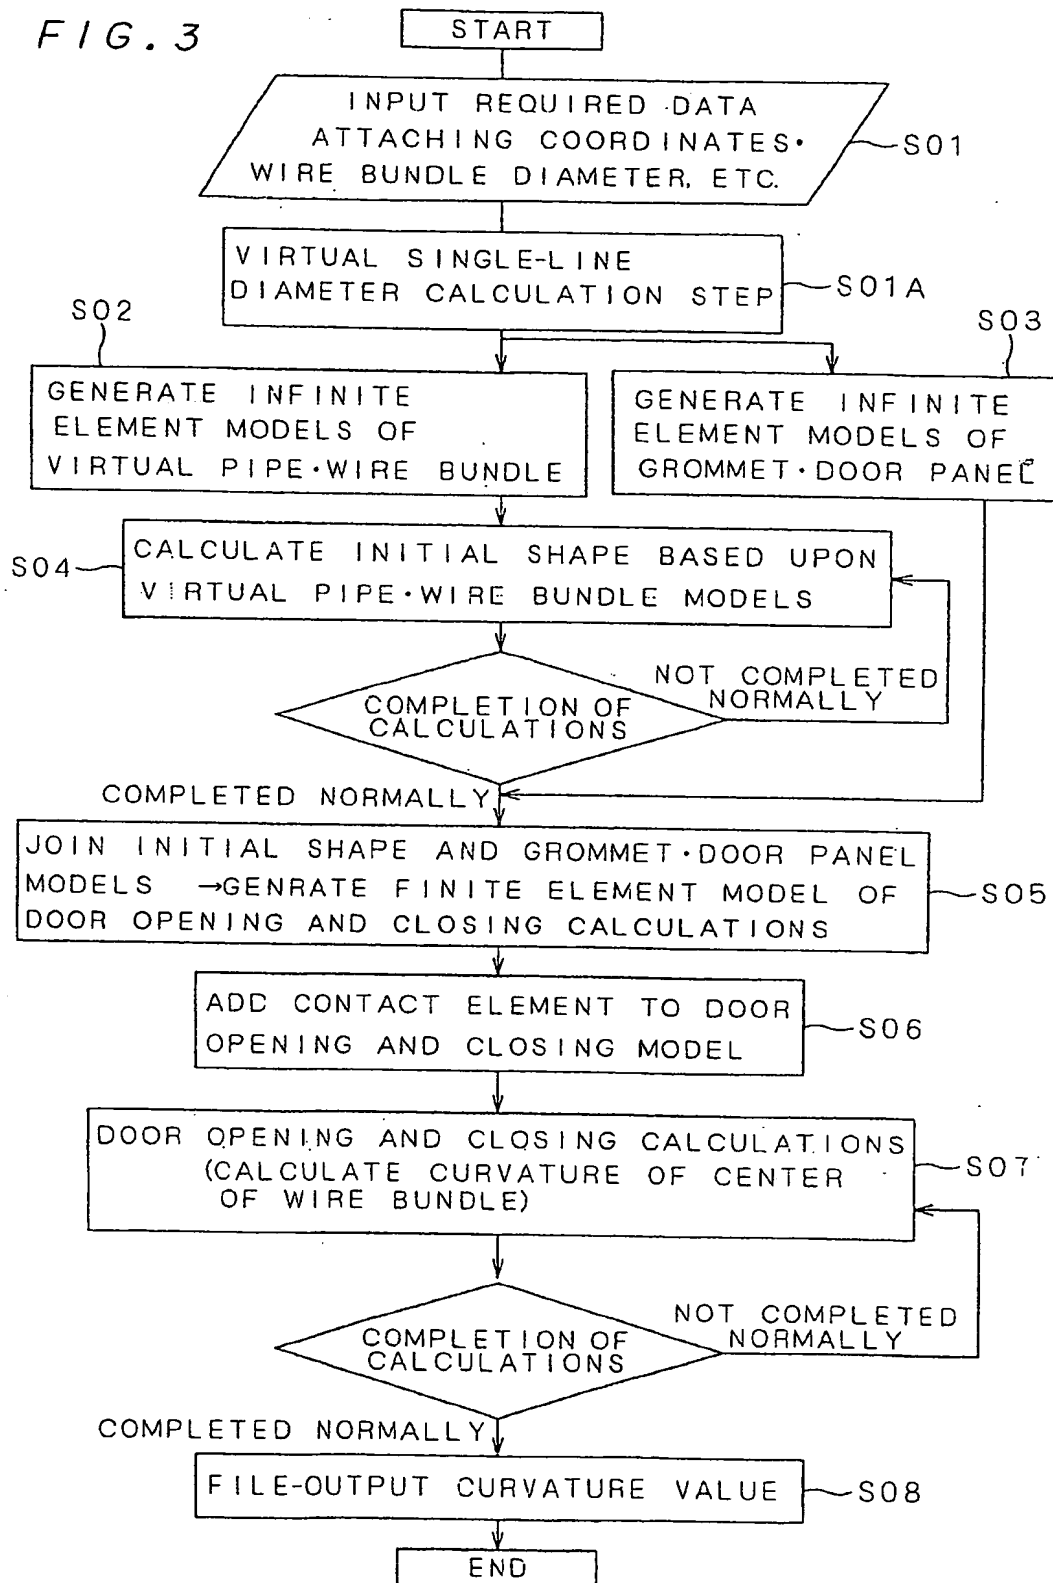 FIG. 3
START
INPUT REQUIRED DATA
ATTACHING COORDINATES·
WIRE BUNDLE DIAMETER, ETC.
S01
VIRTUAL SINGLE-LINE
DIAMETER CALCULATION STEP
S01A
S02
S03
GENERATE INFINITE
ELEMENT MODELS OF
VIRTUAL PIPE·WIRE BUNDLE
GENERATE INFINITE
ELEMENT MODELS OF
GROMMET·DOOR PANEL
S04
CALCULATE INITIAL SHAPE BASED UPON
VIRTUAL PIPE·WIRE BUNDLE MODELS
NOT COMPLETED
NORMALLY
COMPLETION OF
CALCULATIONS
COMPLETED NORMALLY
JOIN INITIAL SHAPE AND GROMMET·DOOR PANEL
MODELS →GENRATE FINITE ELEMENT MODEL OF
DOOR OPENING AND CLOSING CALCULATIONS
S05
ADD CONTACT ELEMENT TO DOOR
OPENING AND CLOSING MODEL
S06
DOOR OPENING AND CLOSING CALCULATIONS
(CALCULATE CURVATURE OF CENTER
OF WIRE BUNDLE)
S07
NOT COMPLETED
NORMALLY
COMPLETION OF
CALCULATIONS
COMPLETED NORMALLY
FILE-OUTPUT CURVATURE VALUE
S08
END